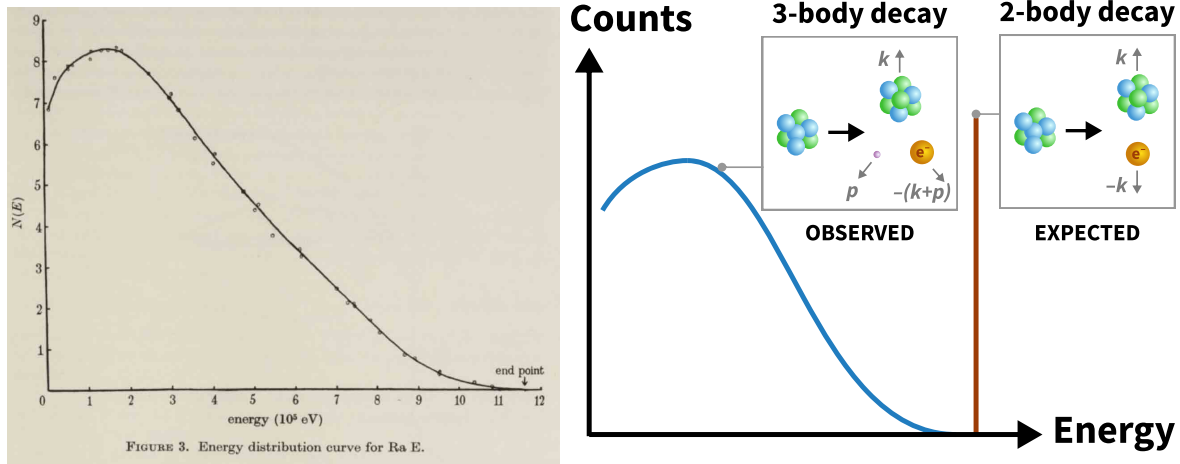 9
8
7
6
5
4
3
2
1
N(E)
end point
0 1 2 3 4 5 6 7 8 9 10 11 12
energy (10⁵ eV)
FIGURE 3. Energy distribution curve for Ra E.
Counts
3-body decay
k
e⁻
p
−(k+p)
OBSERVED
2-body decay
k
e⁻
−k
EXPECTED
Energy